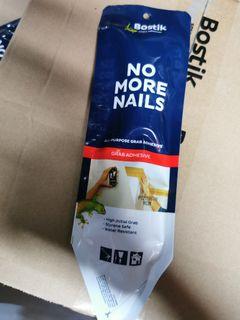 Bostik
NO
MORE
NAILS
ALL-PURPOSE GRAB ADHESIVE
GRAB ADHESIVE
• High Initial Grab
• Styrene Safe
• Water Resistant
Bostik